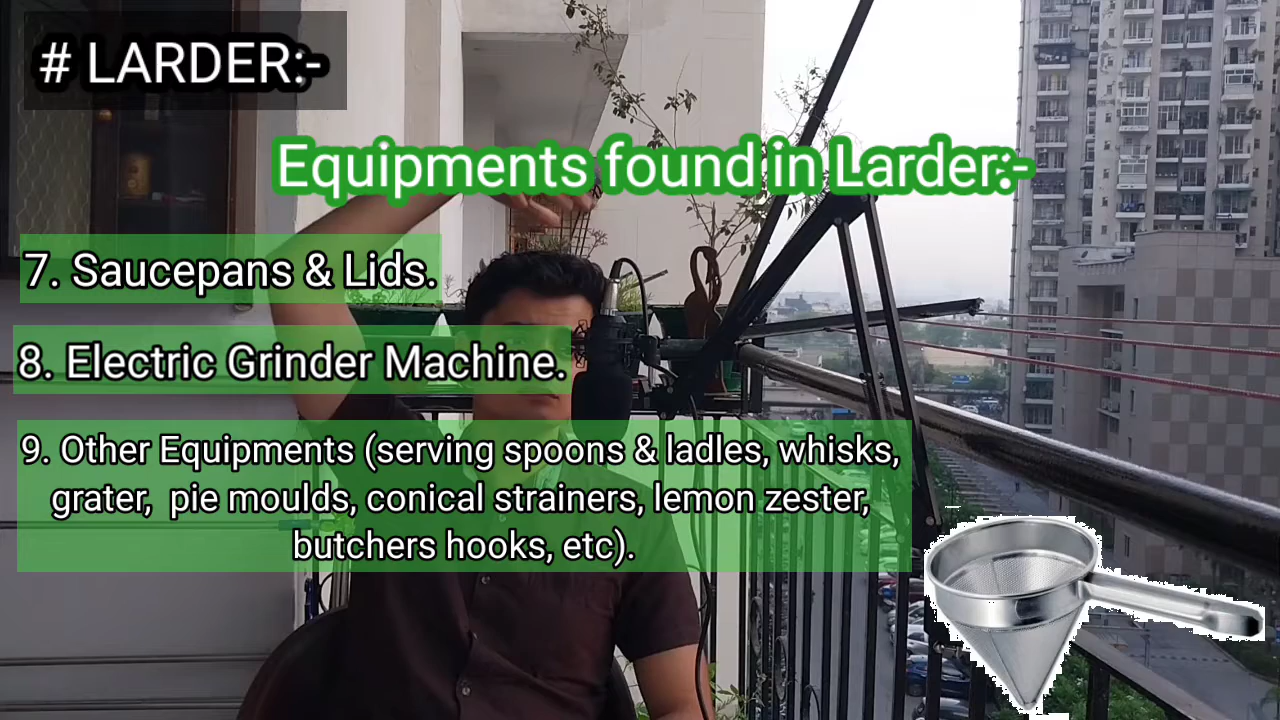 # LARDER:-
Equipments found in Larder:-
7. Saucepans & Lids.
8. Electric Grinder Machine.
9. Other Equipments (serving spoons & ladles, whisks,
grater, pie moulds, conical strainers, lemon zester,
butchers hooks, etc).